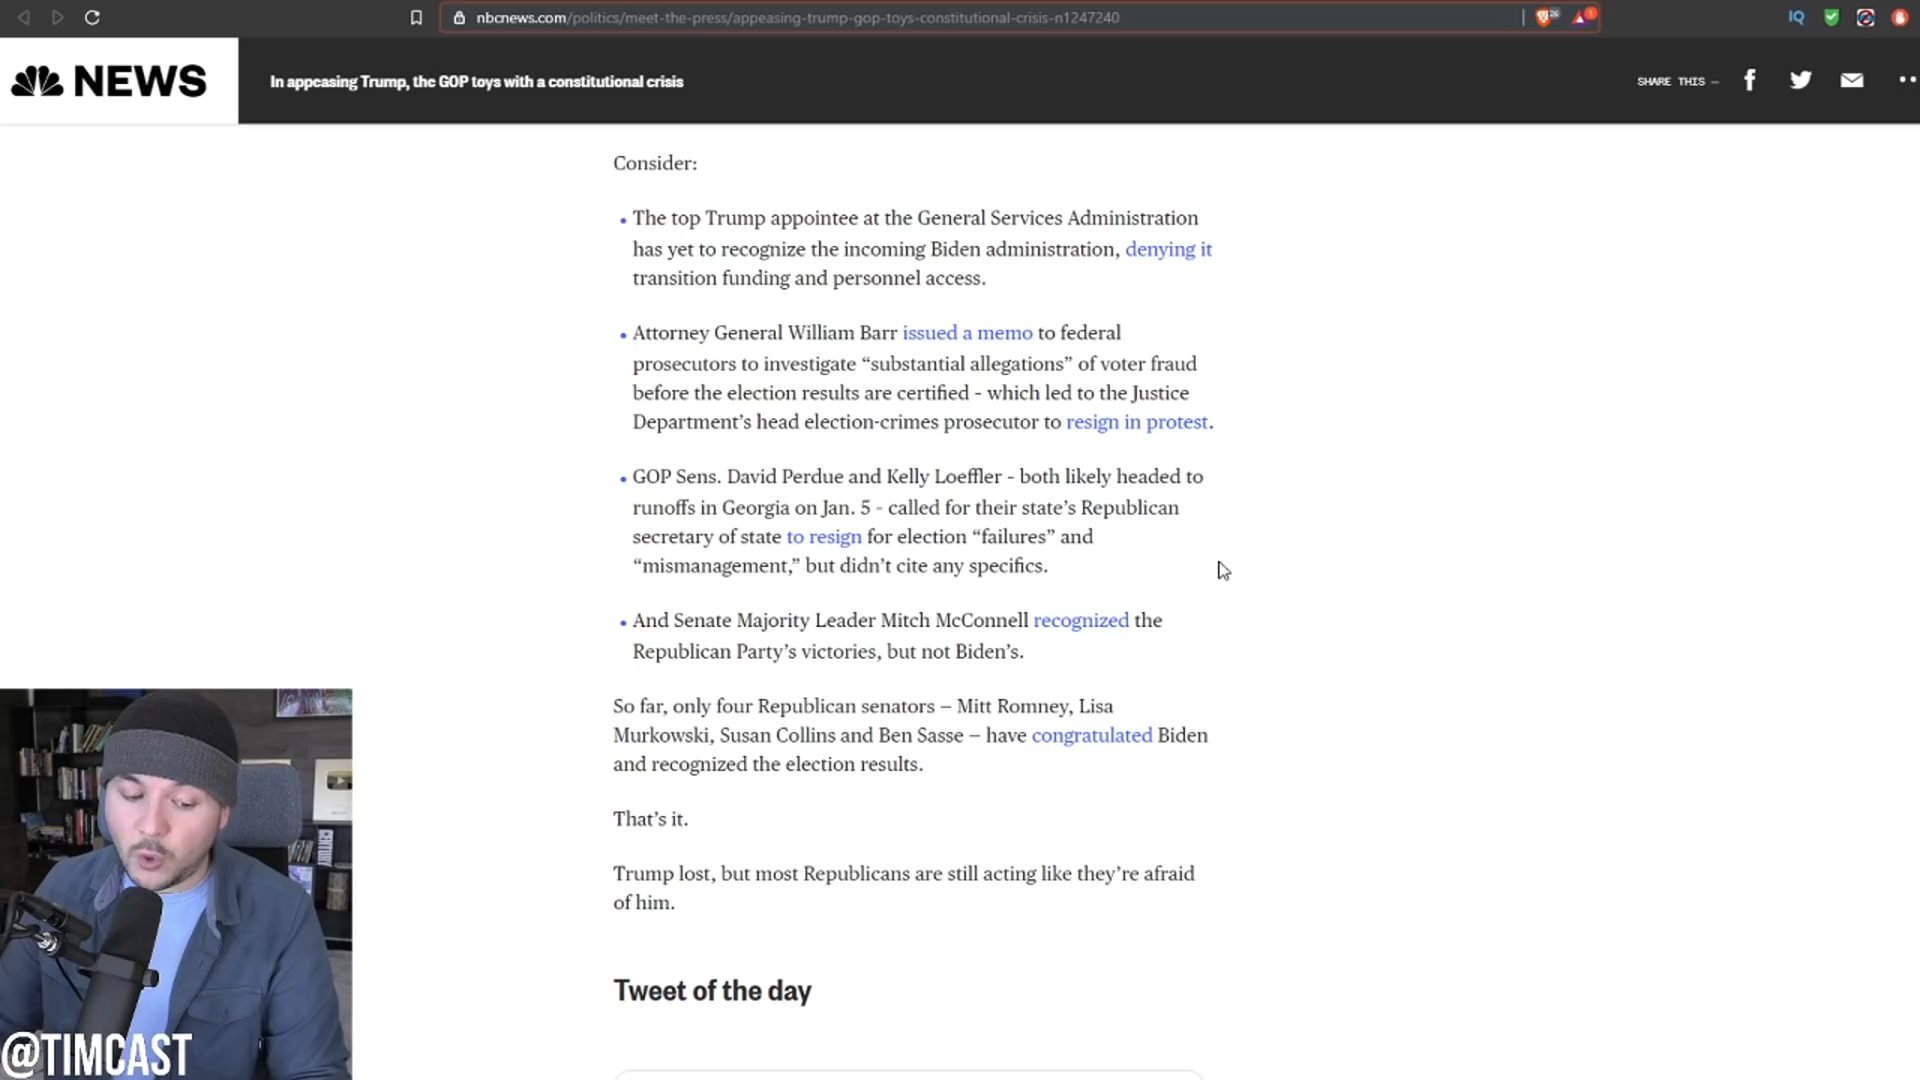 nbcnews.com/politics/meet-the-press/appeasing-trump-gop-toys-constitutional-crisis-n1247240
26
1
IQ
NEWS
In appeasing Trump, the GOP toys with a constitutional crisis
SHARE THIS —
Consider:
• The top Trump appointee at the General Services Administration
has yet to recognize the incoming Biden administration, denying it
transition funding and personnel access.
• Attorney General William Barr issued a memo to federal
prosecutors to investigate “substantial allegations” of voter fraud
before the election results are certified - which led to the Justice
Department’s head election-crimes prosecutor to resign in protest.
• GOP Sens. David Perdue and Kelly Loeffler - both likely headed to
runoffs in Georgia on Jan. 5 - called for their state’s Republican
secretary of state to resign for election “failures” and
“mismanagement,” but didn’t cite any specifics.
• And Senate Majority Leader Mitch McConnell recognized the
Republican Party’s victories, but not Biden’s.
So far, only four Republican senators — Mitt Romney, Lisa
Murkowski, Susan Collins and Ben Sasse — have congratulated Biden
and recognized the election results.
That’s it.
Trump lost, but most Republicans are still acting like they’re afraid
of him.
Tweet of the day
@TIMCAST